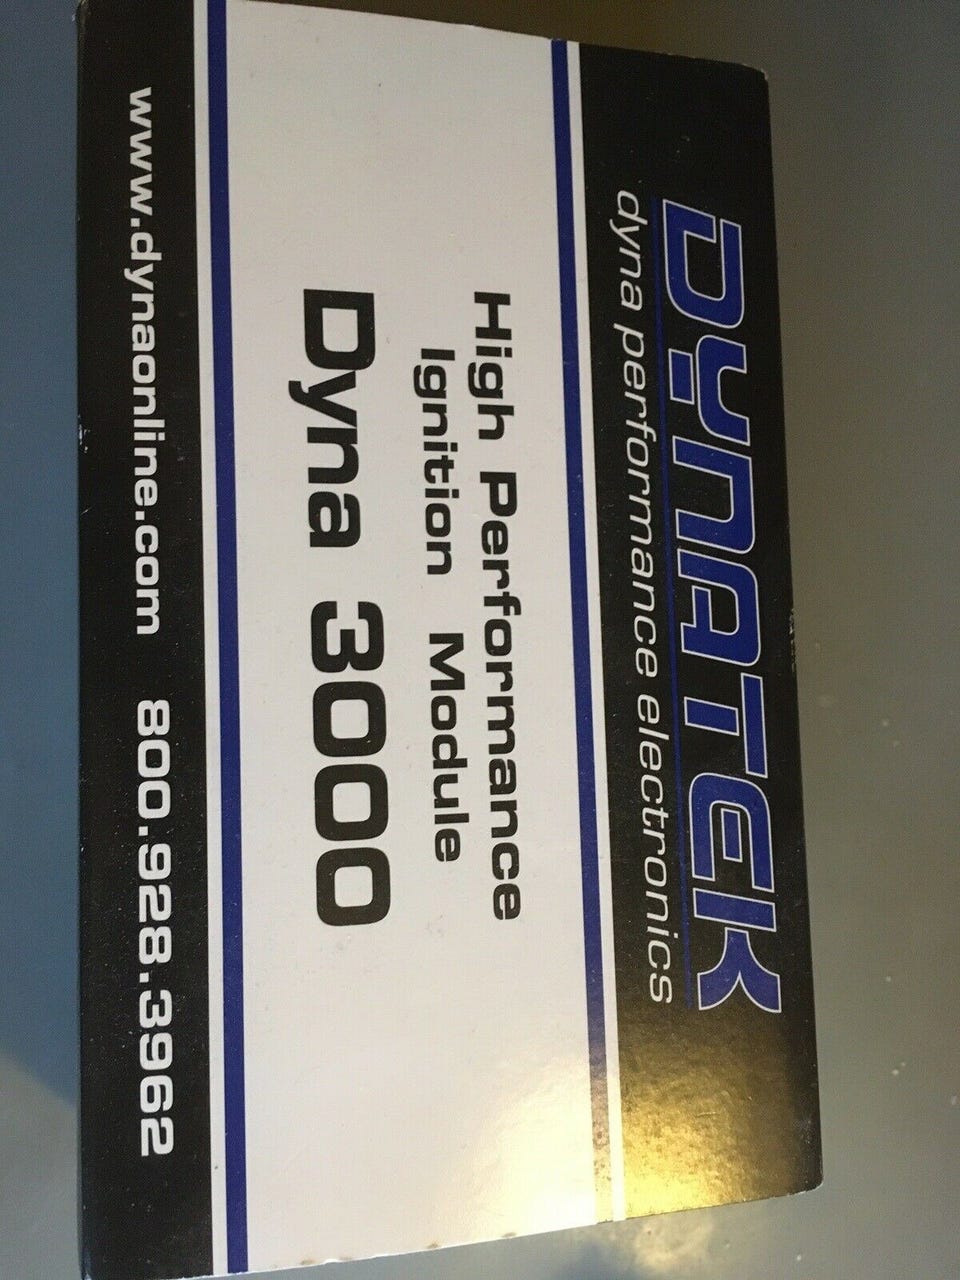 DYNATEK
dyna performance electronics
High Performance
Ignition Module
Dyna 3000
www.dynaonline.com 800.928.3962